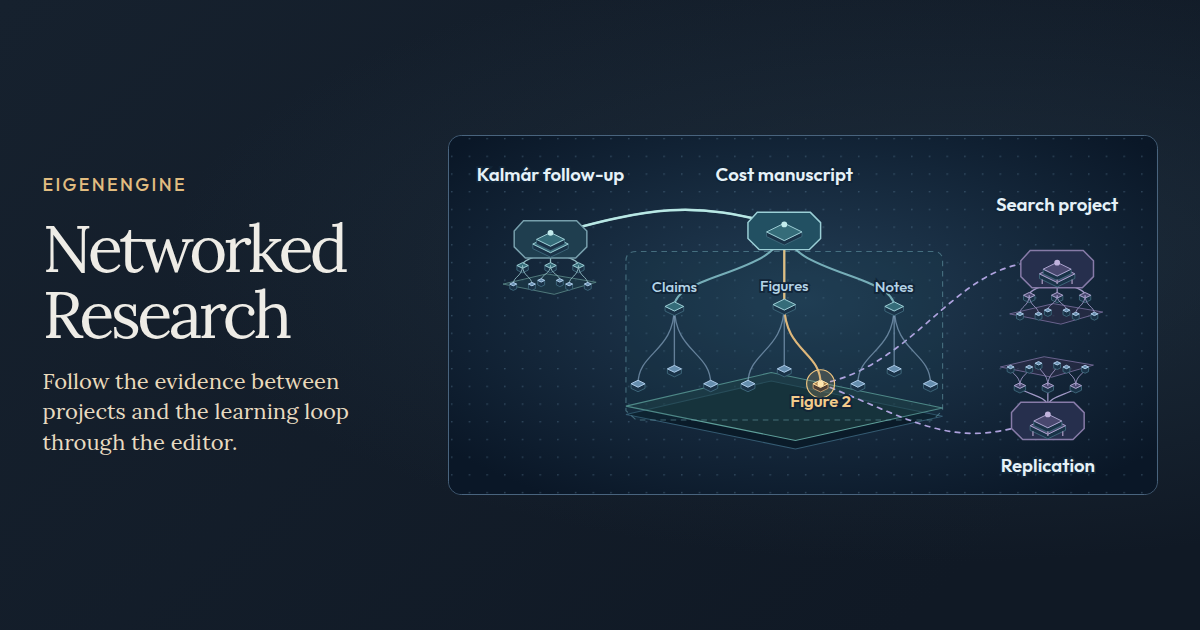 EIGENENGINE
Networked
Research
Follow the evidence between
projects and the learning loop
through the editor.
Kalmár follow-up
Cost manuscript
Search project
Claims
Figures
Notes
Figure 2
Replication